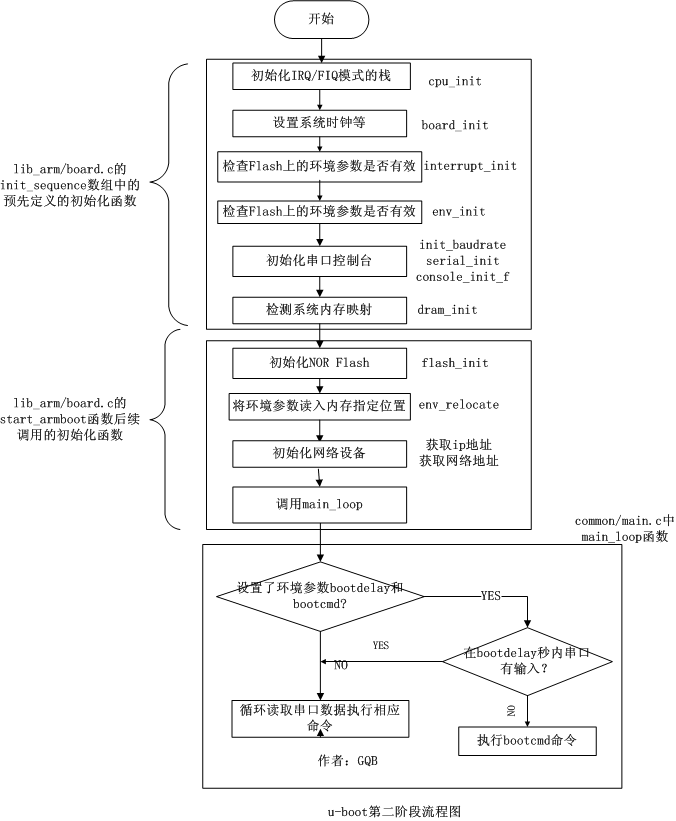 开始
初始化IRQ/FIQ模式的栈
cpu_init
设置系统时钟等
board_init
检查Flash上的环境参数是否有效
interrupt_init
lib_arm/board.c的
init_sequence数组中的
预先定义的初始化函数
检查Flash上的环境参数是否有效
env_init
初始化串口控制台
init_baudrate
serial_init
console_init_f
检测系统内存映射
dram_init
初始化NOR Flash
flash_init
lib_arm/board.c的
start_armboot函数后续
调用的初始化函数
将环境参数读入内存指定位置
env_relocate
初始化网络设备
获取ip地址
获取网络地址
调用main_loop
common/main.c中
main_loop函数
设置了环境参数bootdelay和
bootcmd?
YES
在bootdelay秒内串口
有输入？
YES
NO
循环读取串口数据执行相应
命令
NO
执行bootcmd命令
作者：GQB
u-boot第二阶段流程图